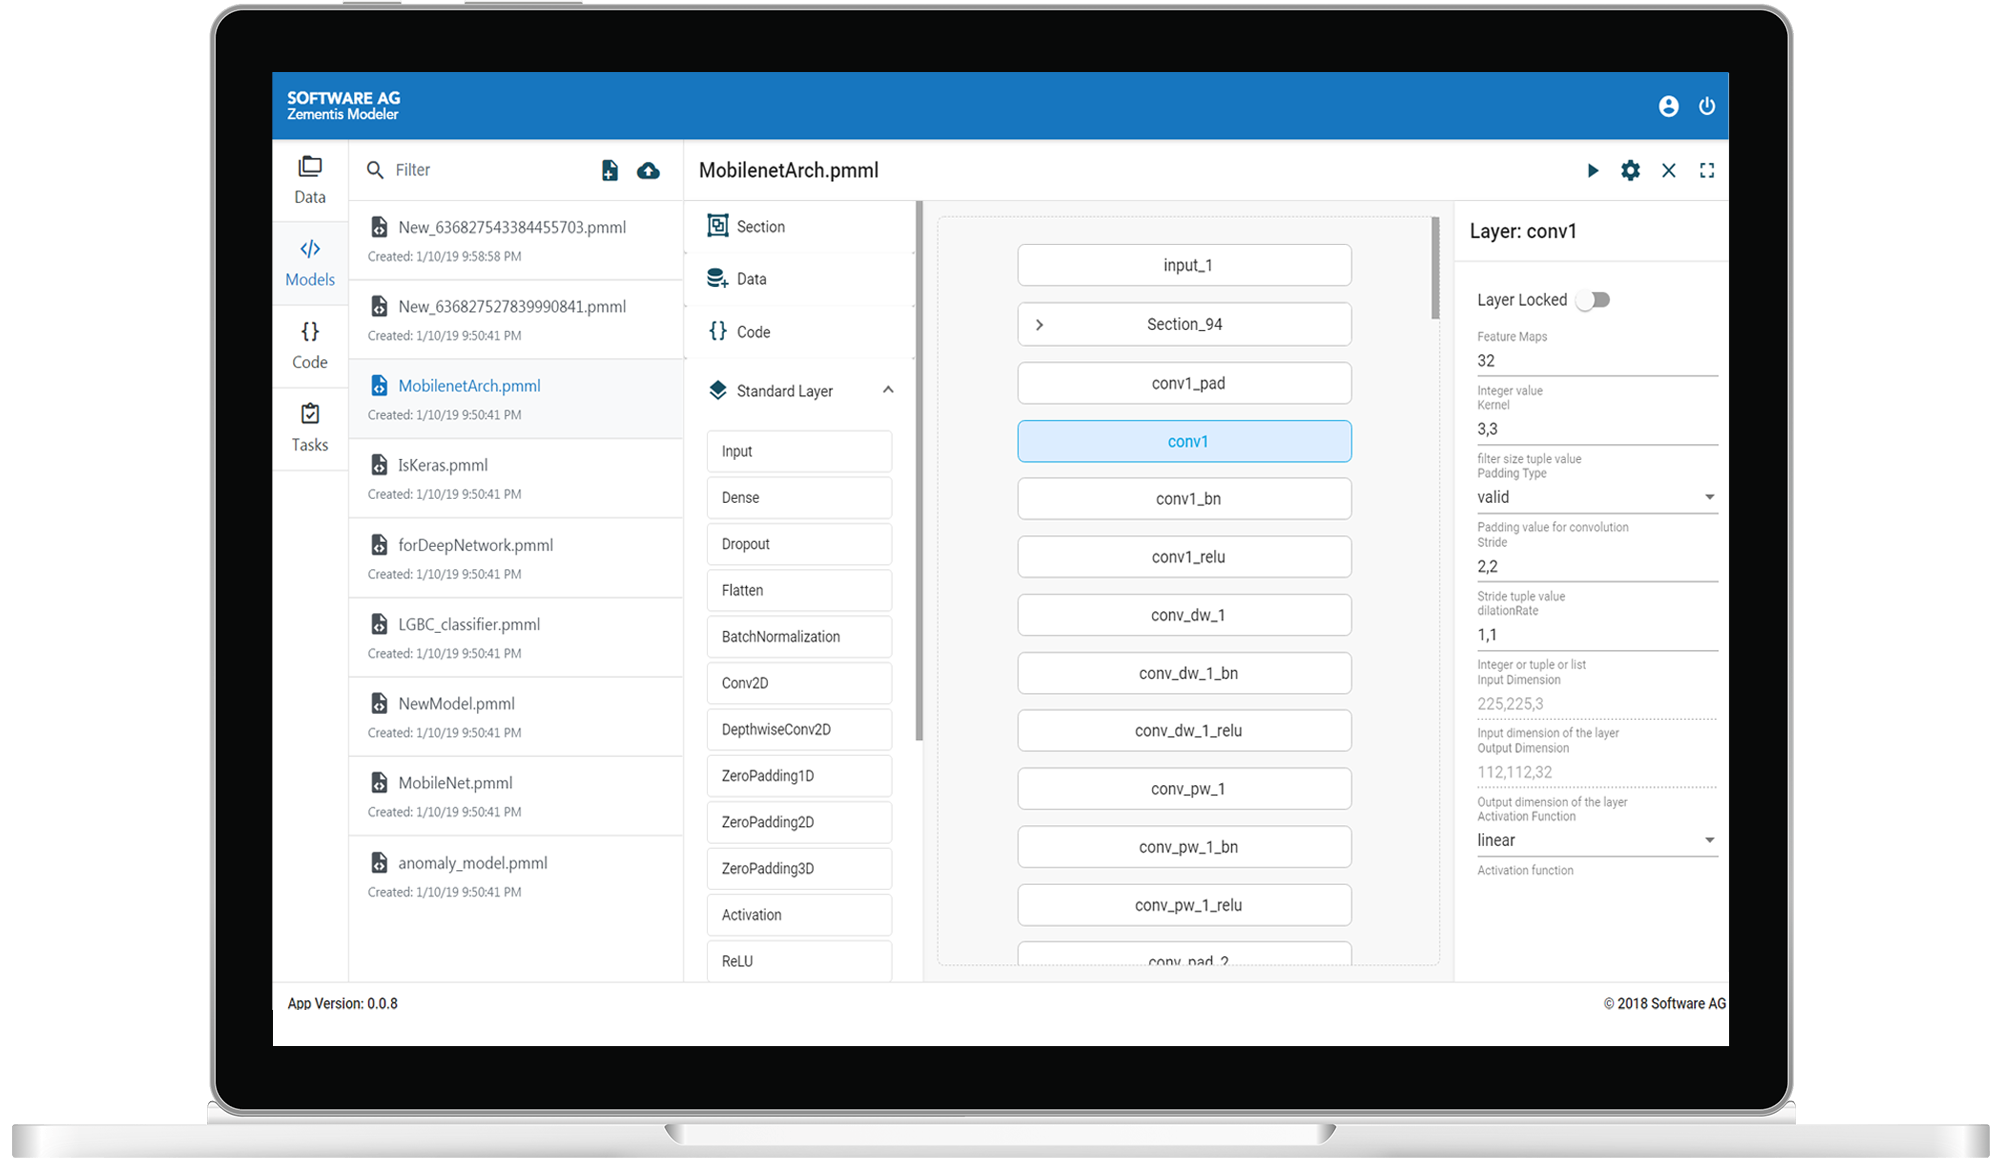 SOFTWARE AG
Zementis Modeler
Data
Models
Code
Tasks
Filter
New_636827543384455703.pmml
Created: 1/10/19 9:58:58 PM
New_636827527839990841.pmml
Created: 1/10/19 9:50:41 PM
MobilenetArch.pmml
Created: 1/10/19 9:50:41 PM
IsKeras.pmml
Created: 1/10/19 9:50:41 PM
forDeepNetwork.pmml
Created: 1/10/19 9:50:41 PM
LGBC_classifier.pmml
Created: 1/10/19 9:50:41 PM
NewModel.pmml
Created: 1/10/19 9:50:41 PM
MobileNet.pmml
Created: 1/10/19 9:50:41 PM
anomaly_model.pmml
Created: 1/10/19 9:50:41 PM
MobilenetArch.pmml
Section
Data
Code
Standard Layer
Input
Dense
Dropout
Flatten
BatchNormalization
Conv2D
DepthwiseConv2D
ZeroPadding1D
ZeroPadding2D
ZeroPadding3D
Activation
ReLU
input_1
Section_94
conv1_pad
conv1
conv1_bn
conv1_relu
conv_dw_1
conv_dw_1_bn
conv_dw_1_relu
conv_pw_1
conv_pw_1_bn
conv_pw_1_relu
conv_pad_2
Layer: conv1
Layer Locked
Feature Maps
32
Integer value
Kernel
3,3
filter size tuple value
Padding Type
valid
Padding value for convolution
Stride
2,2
Stride tuple value
dilationRate
1,1
Integer or tuple or list
Input Dimension
225,225,3
Input dimension of the layer
Output Dimension
112,112,32
Output dimension of the layer
Activation Function
linear
Activation function
App Version: 0.0.8
© 2018 Software AG